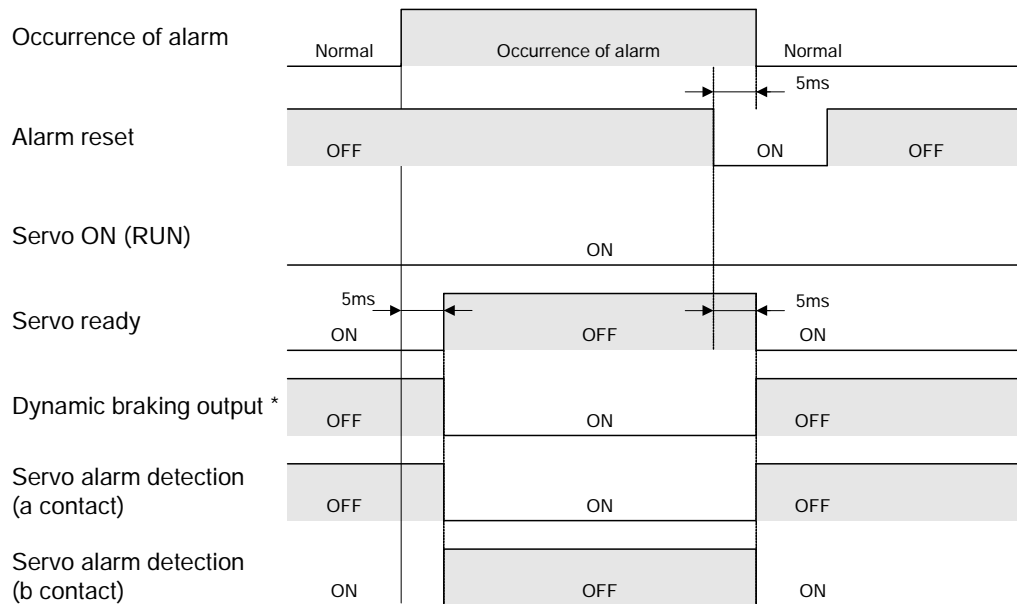 Occurrence of alarm
Normal
Occurrence of alarm
Normal
5ms
Alarm reset
OFF
ON
OFF
Servo ON (RUN)
ON
5ms
5ms
Servo ready
ON
OFF
ON
Dynamic braking output *
OFF
ON
OFF
Servo alarm detection
(a contact)
OFF
ON
OFF
Servo alarm detection
(b contact)
ON
OFF
ON